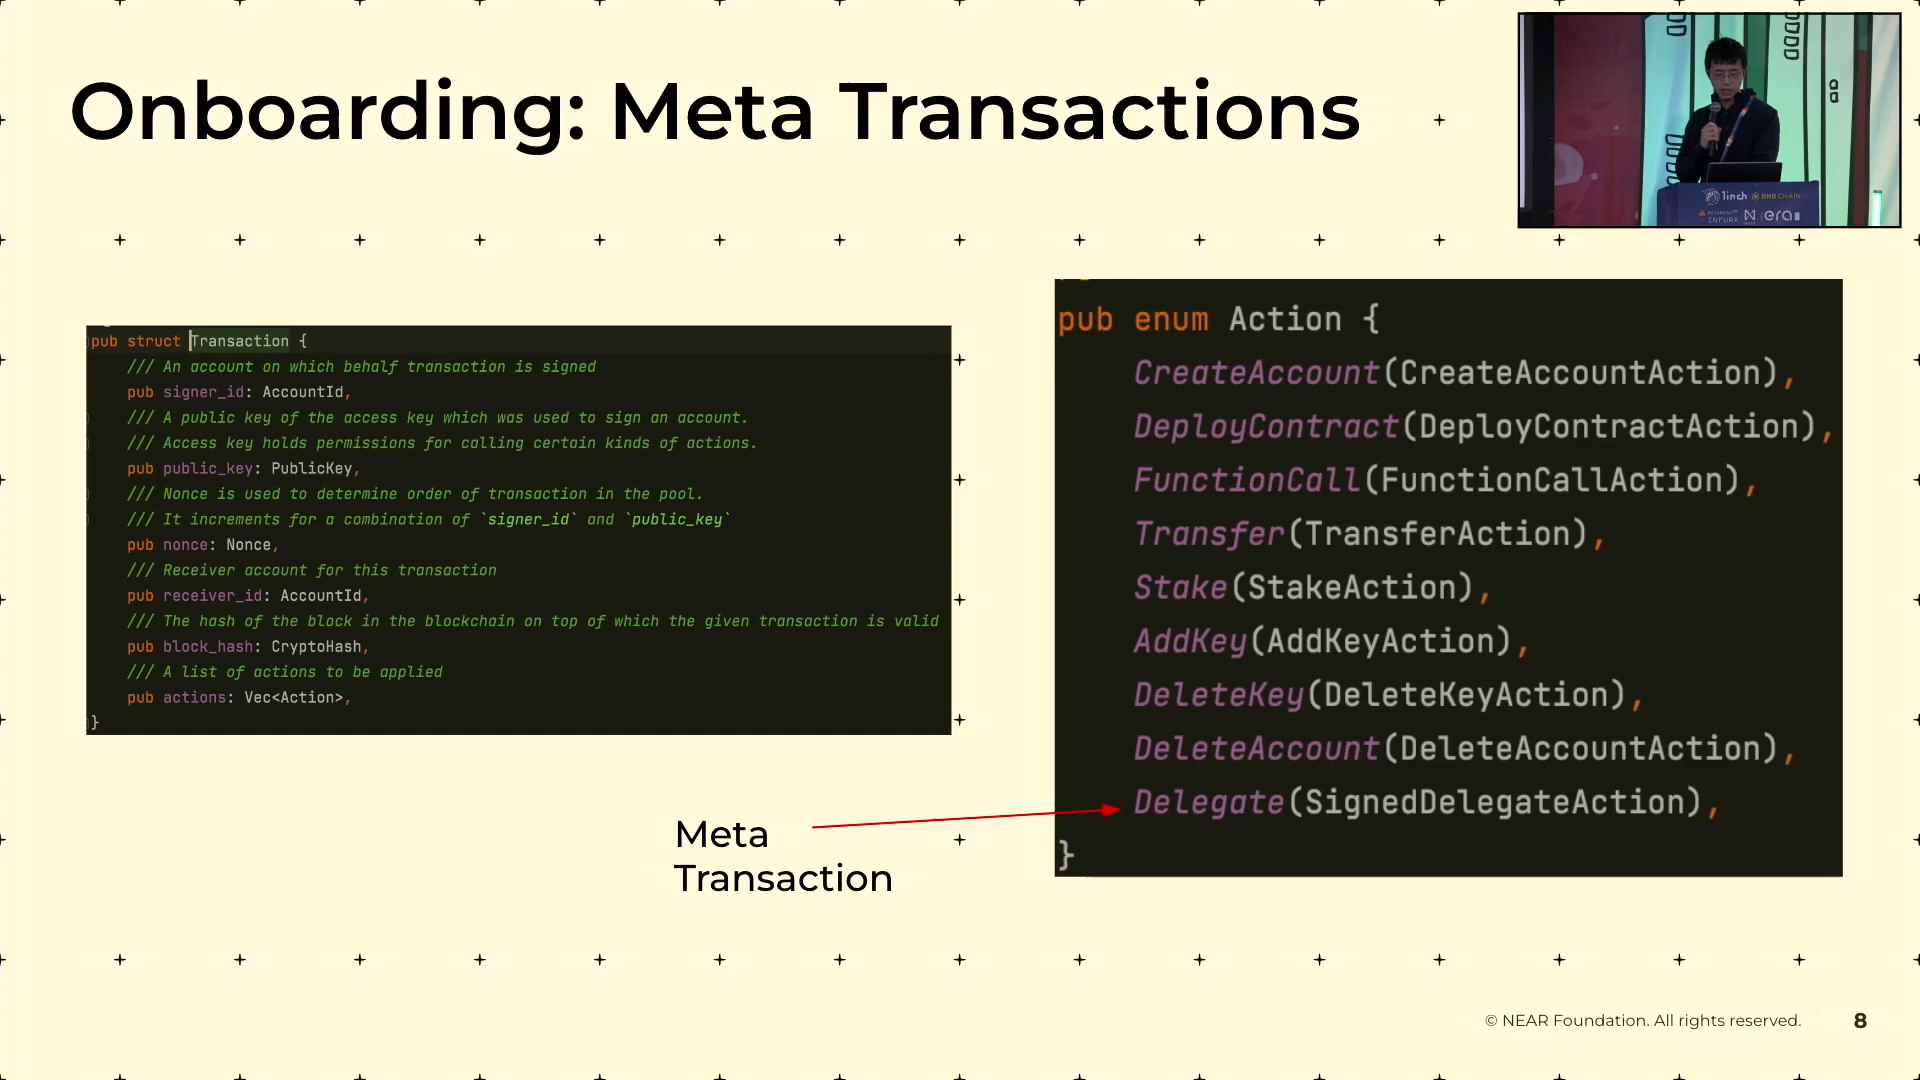 Onboarding: Meta Transactions
1inch BNB CHAIN
INFURA
pub struct Transaction {
/// An account on which behalf transaction is signed
pub signer_id: AccountId,
/// A public key of the access key which was used to sign an account.
/// Access key holds permissions for calling certain kinds of actions.
pub public_key: PublicKey,
/// Nonce is used to determine order of transaction in the pool.
/// It increments for a combination of `signer_id` and `public_key`
pub nonce: Nonce,
/// Receiver account for this transaction
pub receiver_id: AccountId,
/// The hash of the block in the blockchain on top of which the given transaction is valid
pub block_hash: CryptoHash,
/// A list of actions to be applied
pub actions: Vec<Action>,
}
pub enum Action {
CreateAccount(CreateAccountAction),
DeployContract(DeployContractAction),
FunctionCall(FunctionCallAction),
Transfer(TransferAction),
Stake(StakeAction),
AddKey(AddKeyAction),
DeleteKey(DeleteKeyAction),
DeleteAccount(DeleteAccountAction),
Delegate(SignedDelegateAction),
}
Meta
Transaction
© NEAR Foundation. All rights reserved.
8